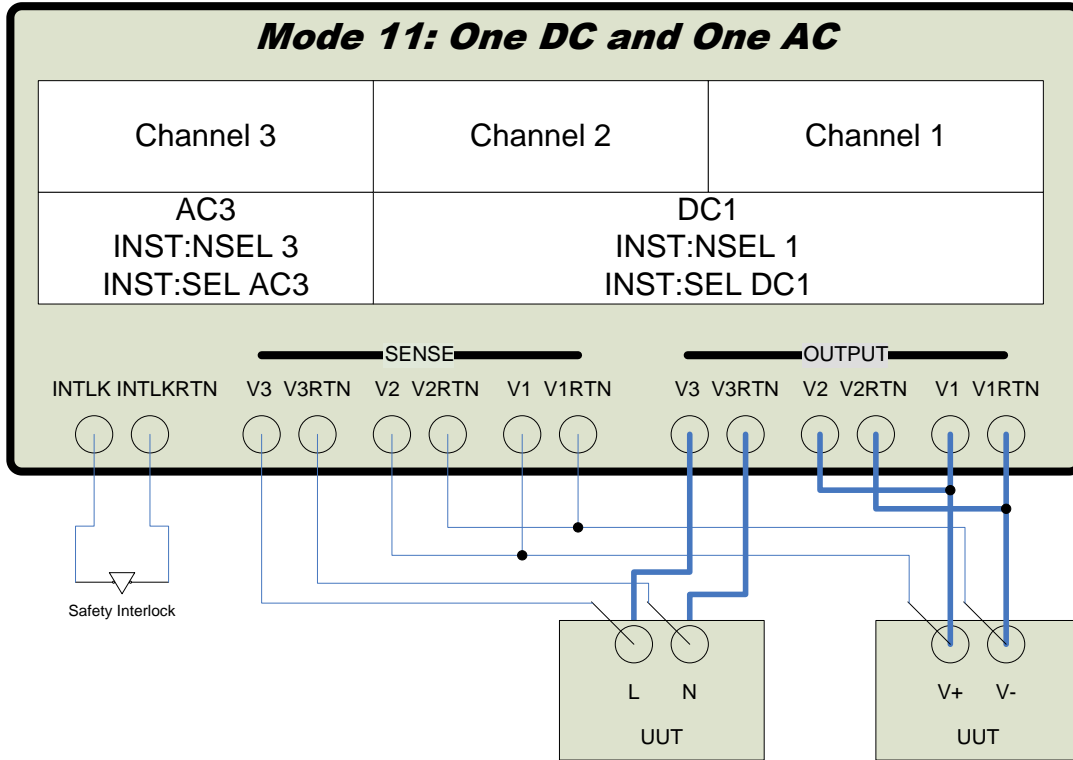 Mode 11: One DC and One AC
Channel 3 Channel 2 Channel 1
AC3 DC1
INST:NSEL 3 INST:NSEL 1
INST:SEL AC3 INST:SEL DC1
SENSE OUTPUT
INTLK INTLKRTN V3 V3RTN V2 V2RTN V1 V1RTN V3 V3RTN V2 V2RTN V1 V1RTN
Safety Interlock
L N V+ V-
UUT UUT